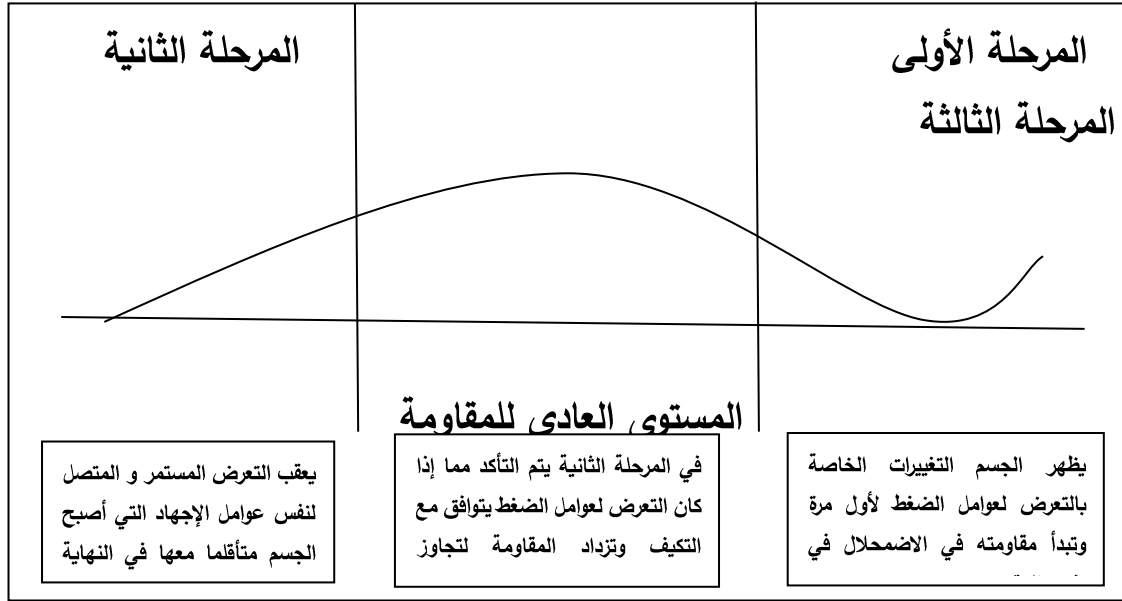 المرحلة الأولى
المرحلة الثانية
المرحلة الثالثة
المستوى العادي للمقاومة
يظهر الجسم التغييرات الخاصة
بالتعرض لعوامل الضغط لأول مرة
وتبدأ مقاومته في الاضمحلال في
في المرحلة الثانية يتم التأكد مما إذا
كان التعرض لعوامل الضغط يتوافق مع
التكيف وتزداد المقاومة لتجاوز
يعقب التعرض المستمر و المتصل
لنفس عوامل الإجهاد التي أصبح
الجسم متأقلما معها في النهاية